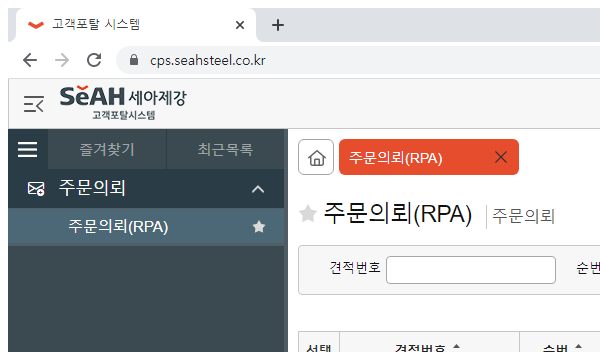 고객포탈 시스템
cps.seahsteel.co.kr
SeAH 세아제강
고객포탈시스템
즐겨찾기 최근목록
주문의뢰(RPA)
주문의뢰
주문의뢰(RPA)
주문의뢰(RPA) 주문의뢰
견적번호 순번
선택 견적번호 순번